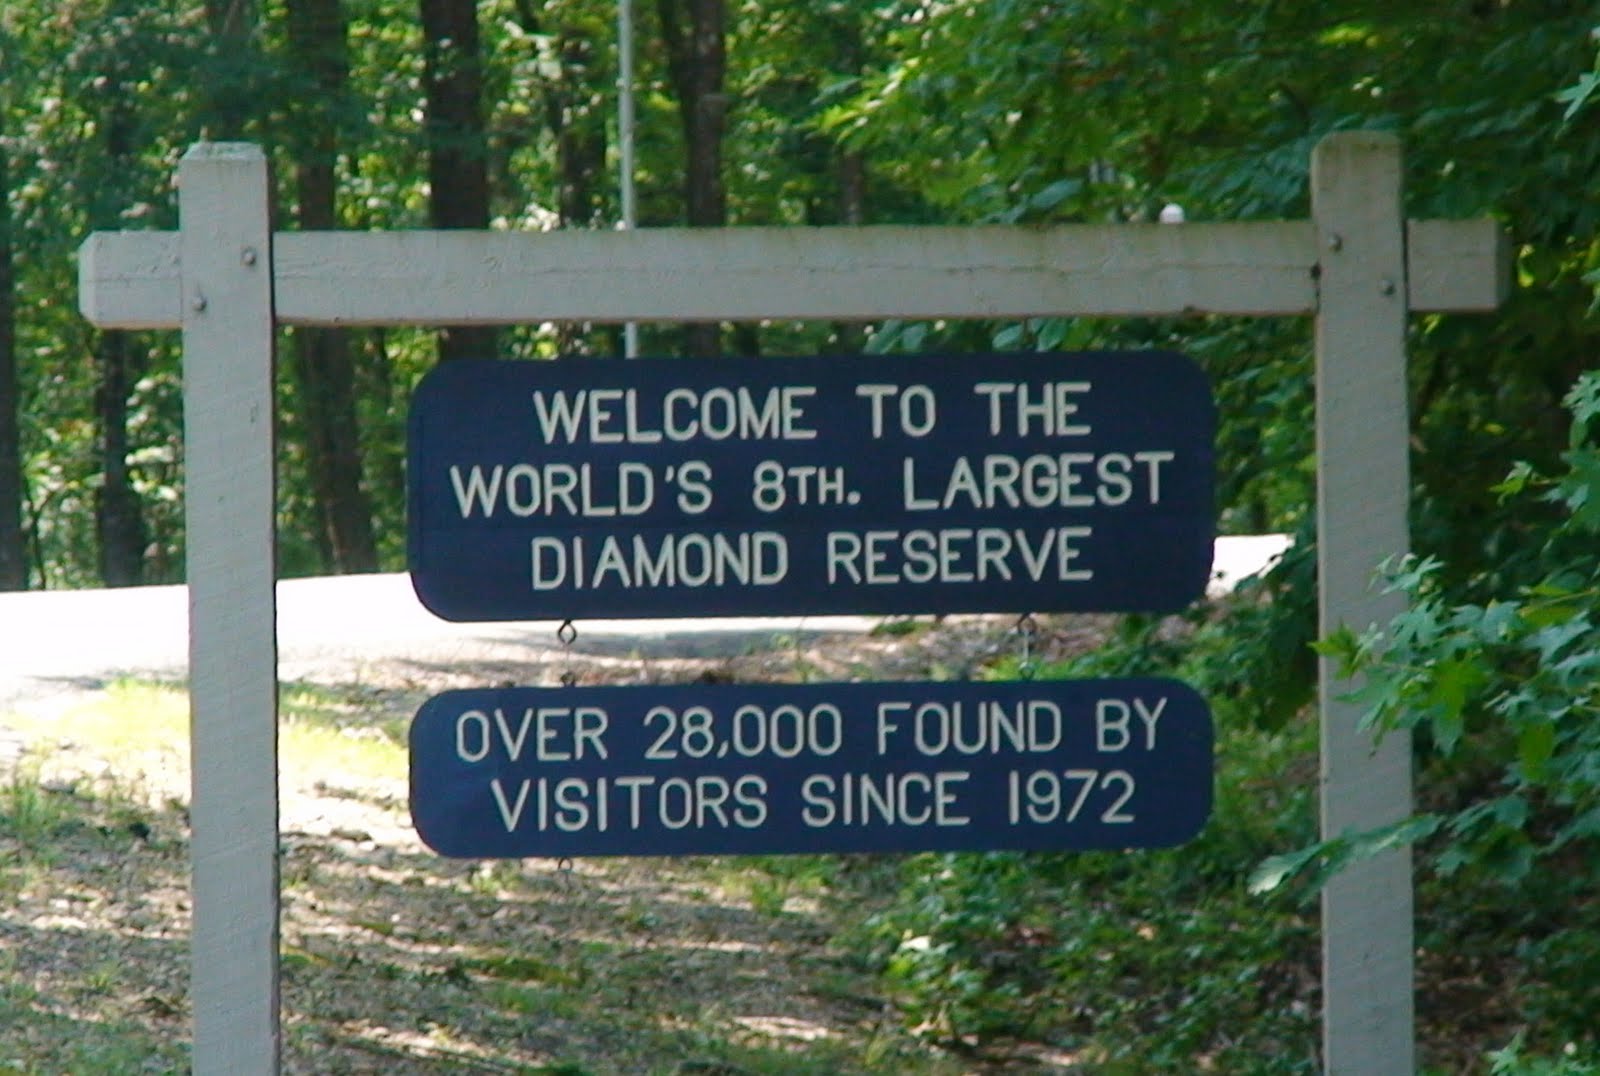 WELCOME TO THE
WORLD'S 8TH. LARGEST
DIAMOND RESERVE
OVER 28,000 FOUND BY
VISITORS SINCE 1972